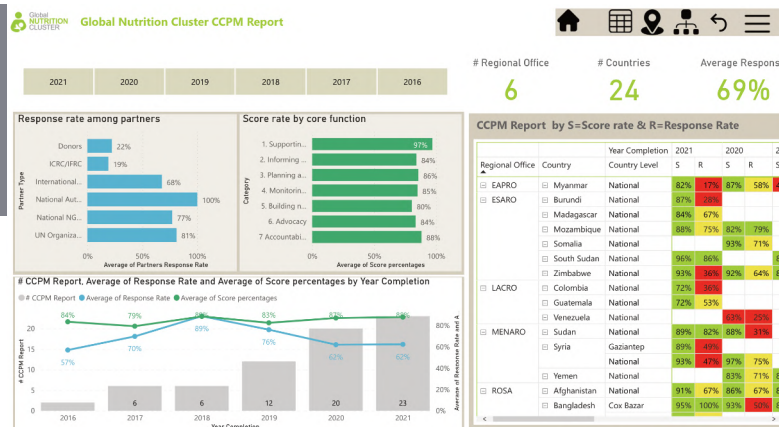 Global
NUTRITION
CLUSTER
Global Nutrition Cluster CCPM Report
2021 2020 2019 2018 2017 2016
# Regional Office # Countries Average Respons
6 24 69%
Response rate among partners
Partner Type
Donors 22%
ICRC/IFRC 19%
International... 68%
National Aut... 100%
National NG... 77%
UN Organiza... 81%
0% 50% 100%
Average of Partners Response Rate
Score rate by core function
Category
1. Supportin... 97%
2. Informing ... 84%
3. Planning a... 86%
4. Monitorin... 85%
5. Building n... 80%
6. Advocacy 84%
7 Accountabi... 88%
0% 50% 100%
Average of Score percentages
# CCPM Report, Average of Response Rate and Average of Score percentages by Year Completion
# CCPM Report Average of Response Rate Average of Score percentages
# CCPM Report
20
15
10
5
0
84% 79% 83%
57% 70% 89% 76% 62% 62%
6 6 12 20 23
2016 2017 2018 2019 2020 2021
Year Completion
80%
60%
40%
20%
0%
Average of Response Rate and A
CCPM Report by S=Score rate & R=Response Rate
Year Completion 2021 2020
Regional Office Country Country Level S R S R S
EAPRO Myanmar National 82% 17% 87% 58%
ESARO Burundi National 87% 28%
Madagascar National 84% 67%
Mozambique National 88% 75% 82% 79%
Somalia National 93% 71%
South Sudan National 96% 86%
Zimbabwe National 93% 36% 92% 64%
LACRO Colombia National 72% 36%
Guatemala National 72% 53%
Venezuela National 63% 25%
MENARO Sudan National 89% 82% 88% 31%
Syria Gaziantep 89% 49%
National 93% 47% 97% 75%
Yemen National 83% 71%
ROSA Afghanistan National 91% 67% 86% 67%
Bangladesh Cox Bazar 95% 100% 93% 50%